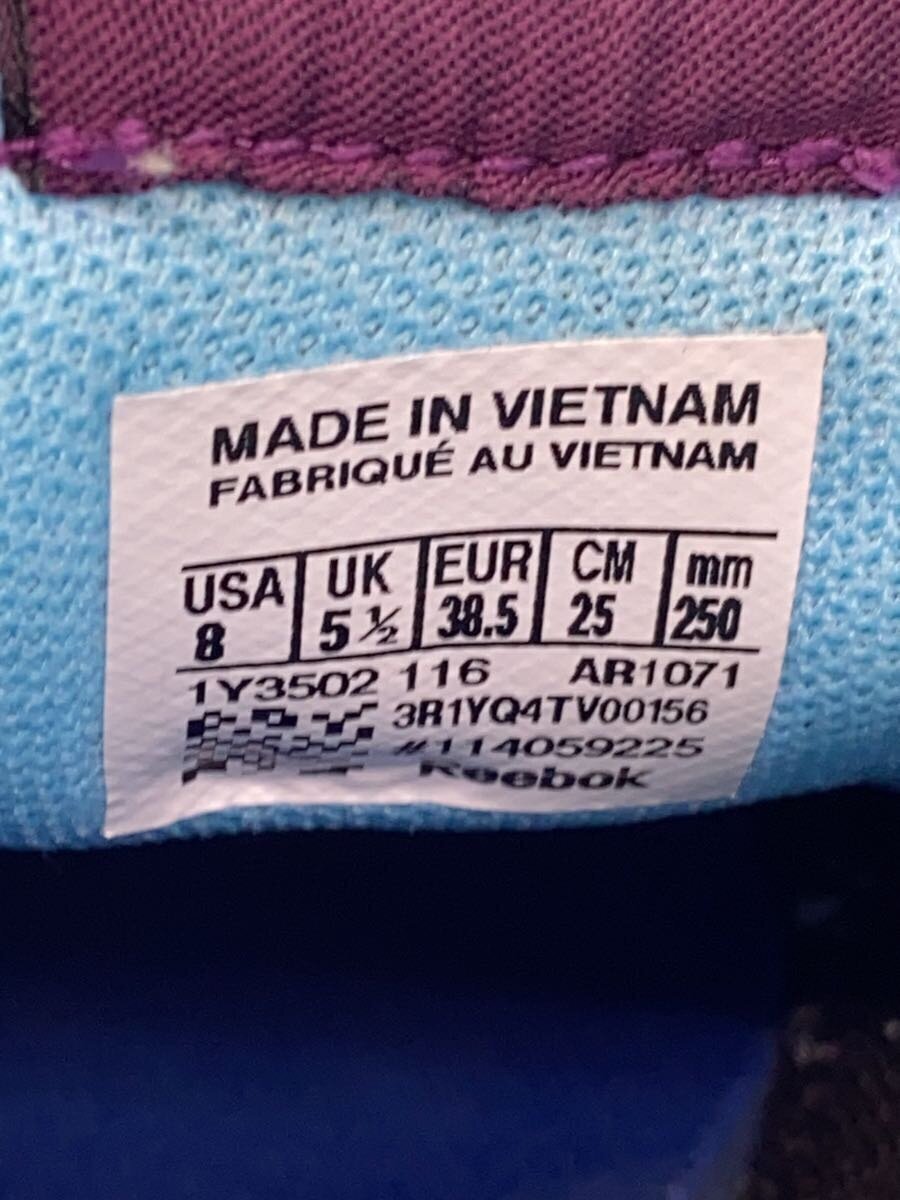 MADE IN VIETNAM
FABRIQUÉ AU VIETNAM
USA UK EUR CM mm
8 5 ½ 38.5 25 250
1Y3502 116 AR1071
3R1YQ4TV00156
#114059225
Reebok